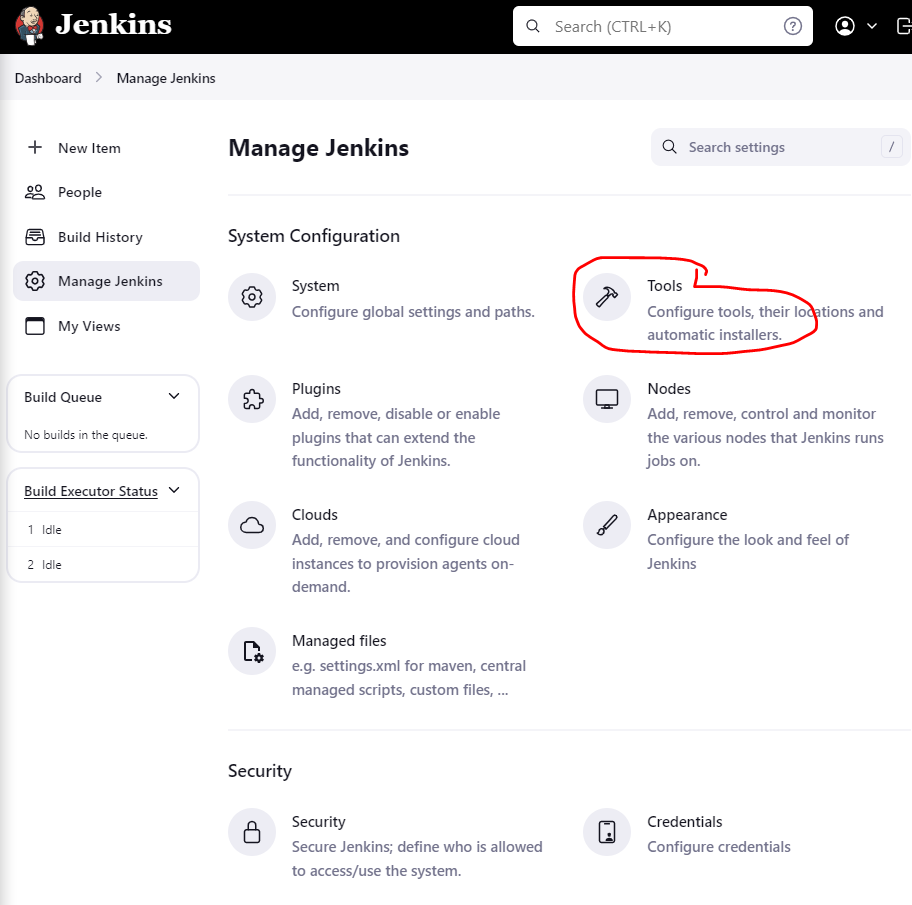 Jenkins
Search (CTRL+K)
Dashboard > Manage Jenkins
New Item
People
Build History
Manage Jenkins
My Views
Build Queue
No builds in the queue.
Build Executor Status
1 Idle
2 Idle
Manage Jenkins
Search settings /
System Configuration
System
Configure global settings and paths.
Tools
Configure tools, their locations and
automatic installers.
Plugins
Add, remove, disable or enable
plugins that can extend the
functionality of Jenkins.
Nodes
Add, remove, control and monitor
the various nodes that Jenkins runs
jobs on.
Clouds
Add, remove, and configure cloud
instances to provision agents on-
demand.
Appearance
Configure the look and feel of
Jenkins
Managed files
e.g. settings.xml for maven, central
managed scripts, custom files, ...
Security
Security
Secure Jenkins; define who is allowed
to access/use the system.
Credentials
Configure credentials